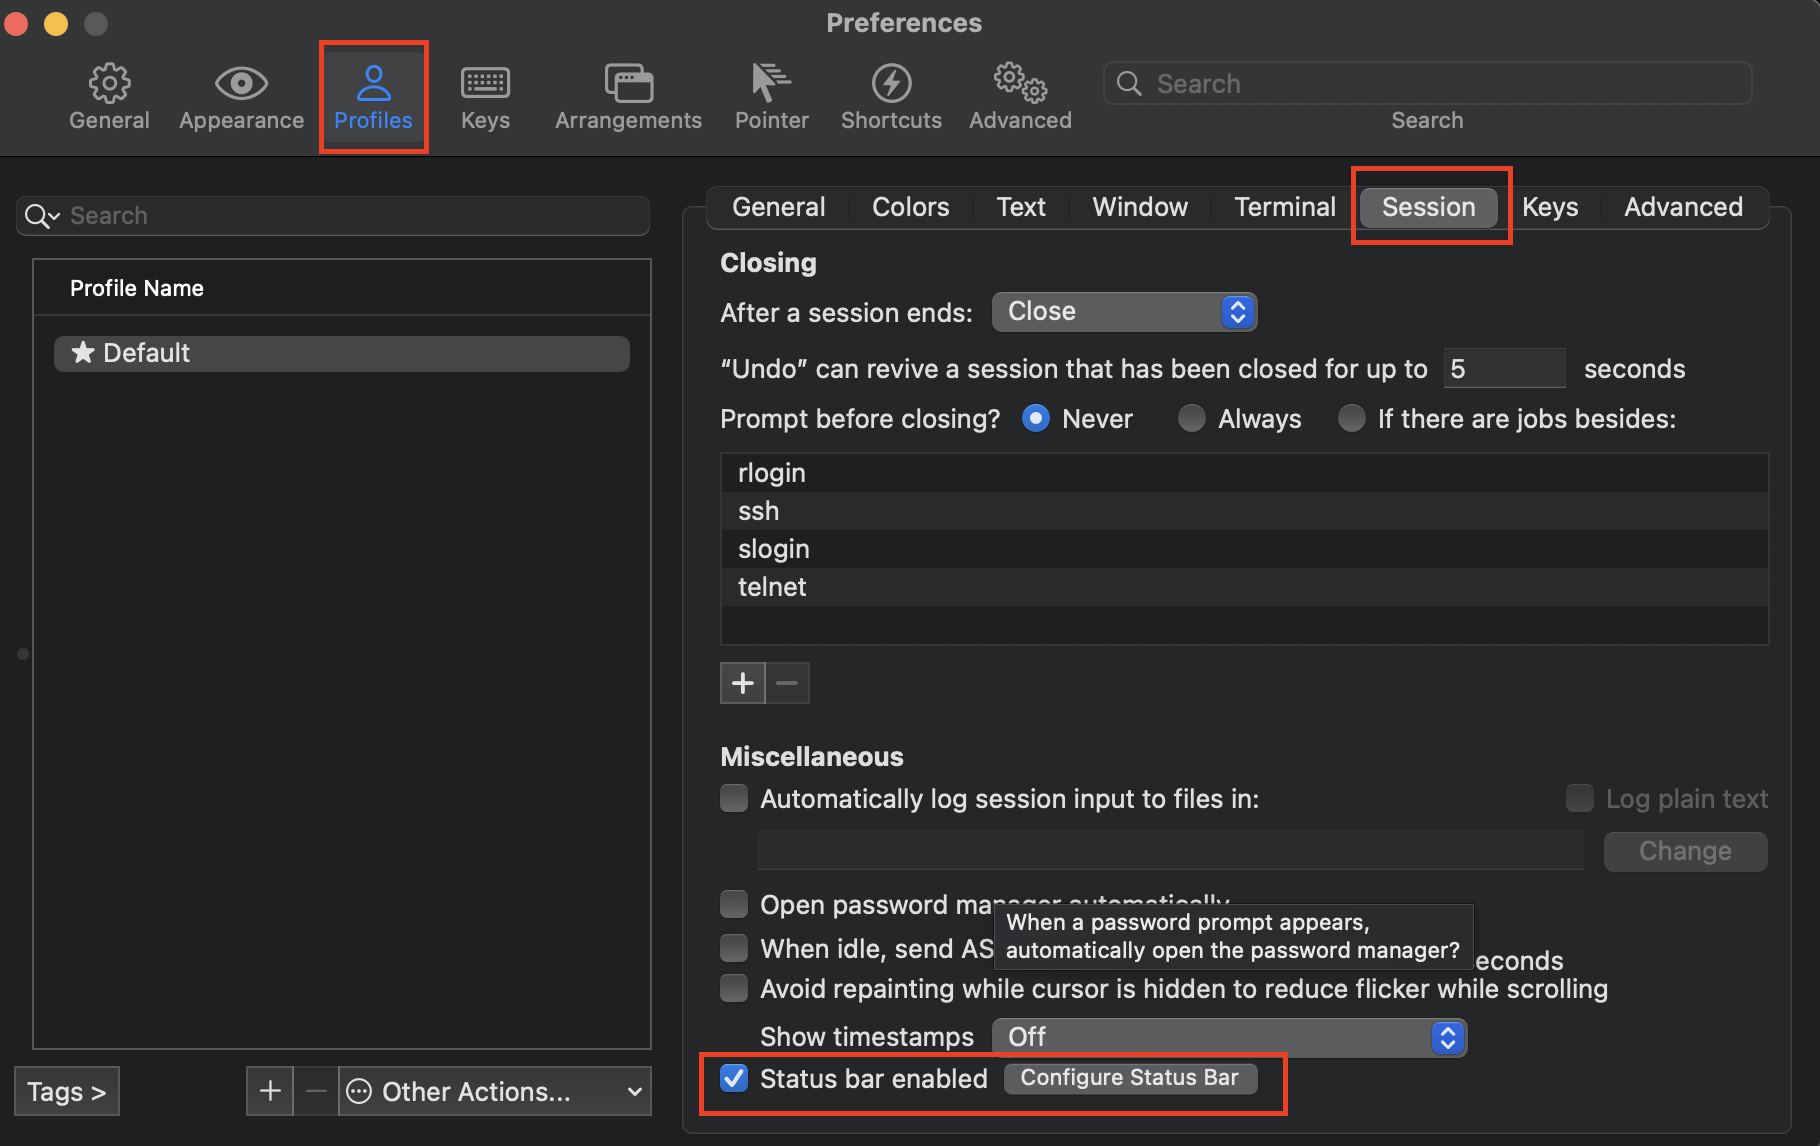 Preferences
General Appearance Profiles Keys Arrangements Pointer Shortcuts Advanced Search
Search
Search
Profile Name
Default
Tags >
Other Actions...
General Colors Text Window Terminal Session Keys Advanced
Closing
After a session ends: Close
“Undo” can revive a session that has been closed for up to 5 seconds
Prompt before closing? Never Always If there are jobs besides:
rlogin
ssh
slogin
telnet
Miscellaneous
Automatically log session input to files in: Log plain text
Change
Open password manager automatically
When a password prompt appears,
automatically open the password manager?
When idle, send AS econds
Avoid repainting while cursor is hidden to reduce flicker while scrolling
Show timestamps Off
Status bar enabled Configure Status Bar